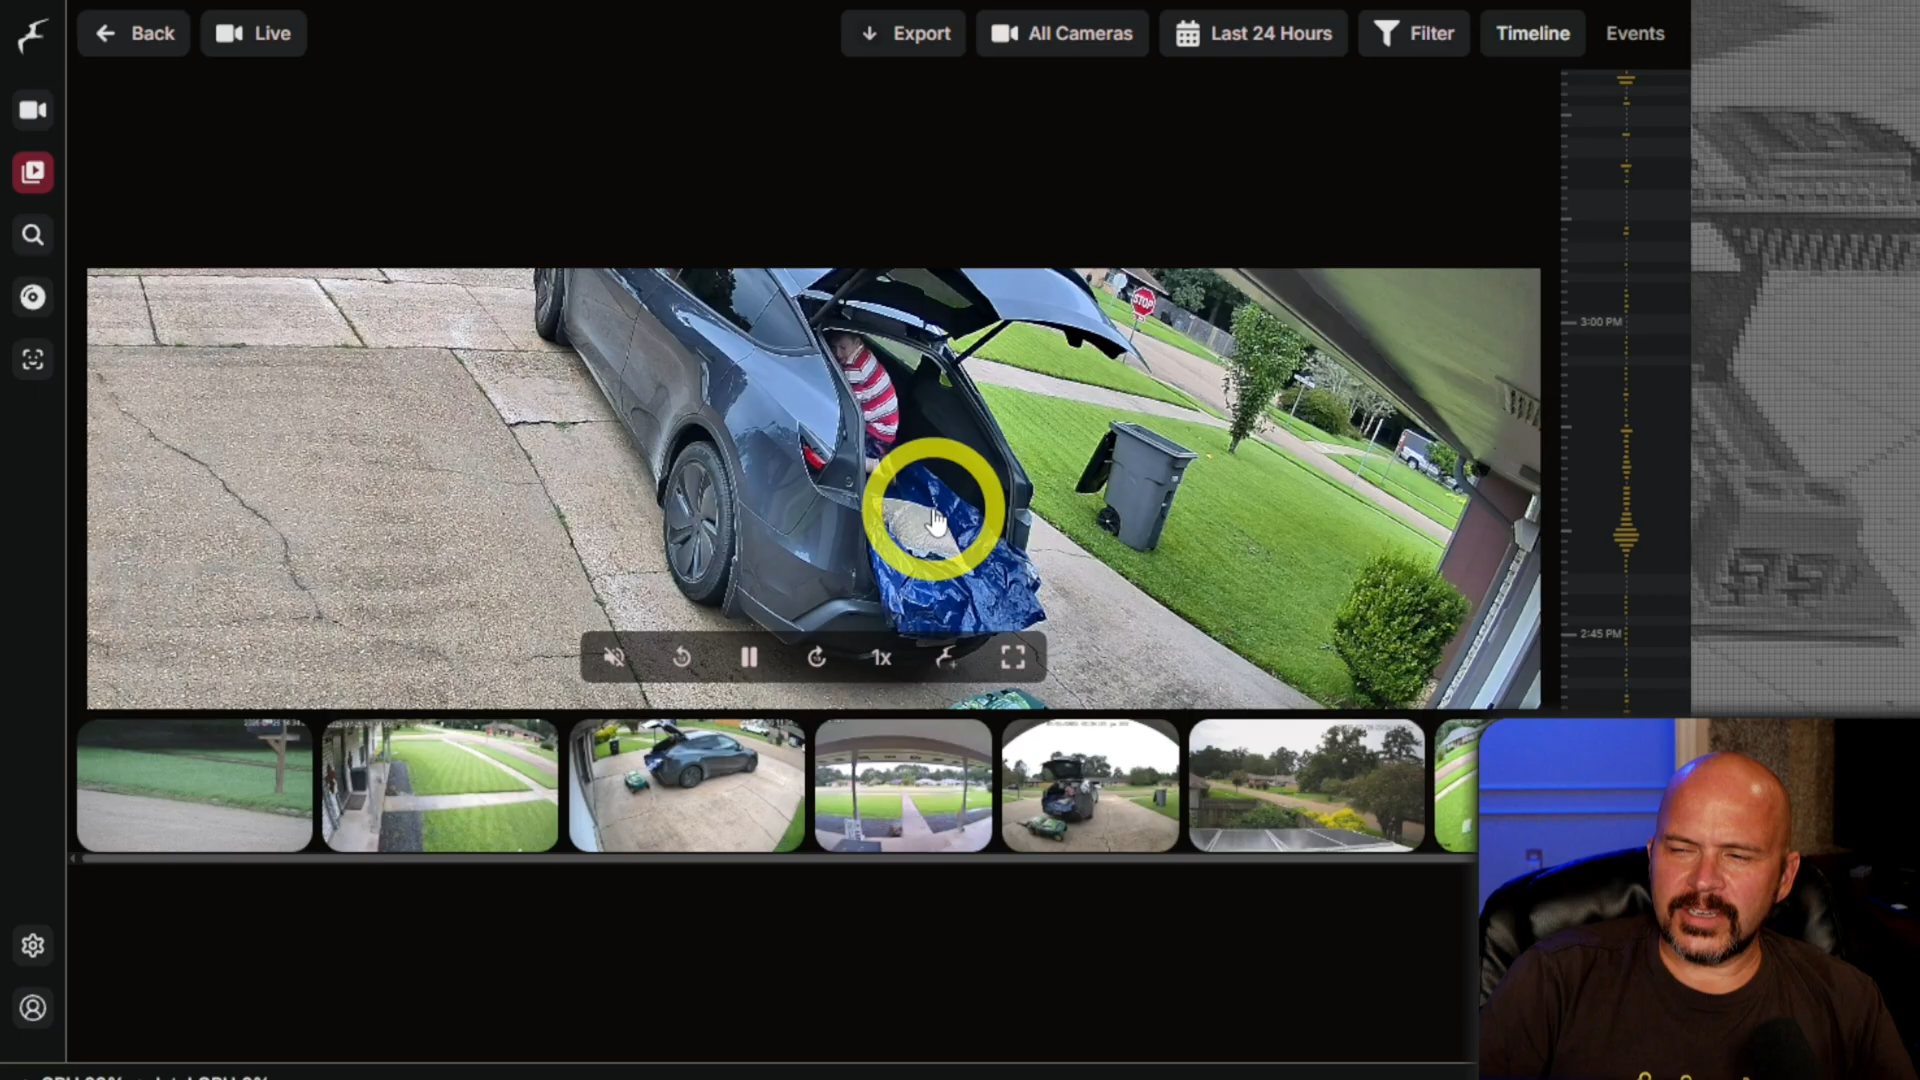 Back
Live
Export
All Cameras
Last 24 Hours
Filter
Timeline
Events
STOP
3:00 PM
2:45 PM
1x